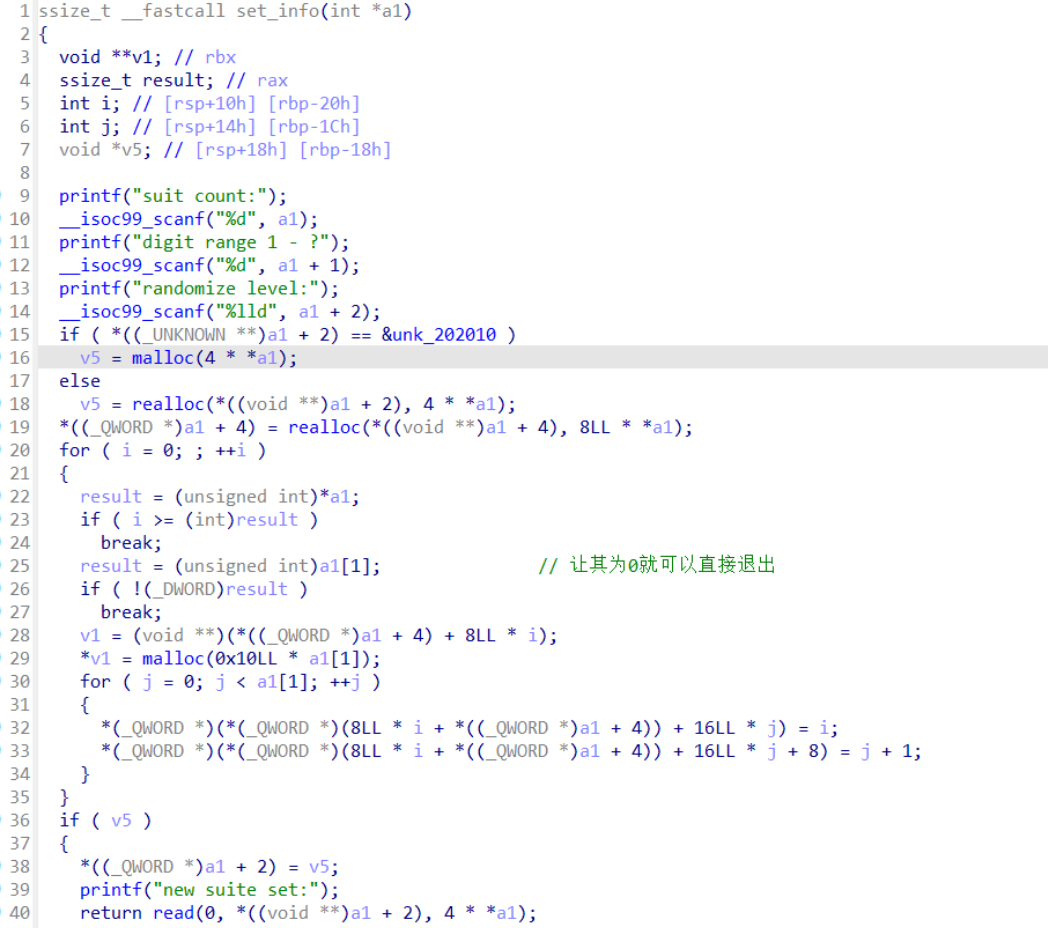 1 ssize_t __fastcall set_info(int *a1)
2 {
3 void **v1; // rbx
4 ssize_t result; // rax
5 int i; // [rsp+10h] [rbp-20h]
6 int j; // [rsp+14h] [rbp-1Ch]
7 void *v5; // [rsp+18h] [rbp-18h]
8
9 printf("suit count:");
10 __isoc99_scanf("%d", a1);
11 printf("digit range 1 - ?");
12 __isoc99_scanf("%d", a1 + 1);
13 printf("randomize level:");
14 __isoc99_scanf("%lld", a1 + 2);
15 if ( *((_UNKNOWN **)a1 + 2) == &unk_202010 )
16 v5 = malloc(4 * *a1);
17 else
18 v5 = realloc(*((void **)a1 + 2), 4 * *a1);
19 *((_QWORD *)a1 + 4) = realloc(*((void **)a1 + 4), 8LL * *a1);
20 for ( i = 0; ; ++i )
21 {
22 result = (unsigned int)*a1;
23 if ( i >= (int)result )
24 break;
25 result = (unsigned int)a1[1]; // 让其为0就可以直接退出
26 if ( !(_DWORD)result )
27 break;
28 v1 = (void **)(*((_QWORD *)a1 + 4) + 8LL * i);
29 *v1 = malloc(0x10LL * a1[1]);
30 for ( j = 0; j < a1[1]; ++j )
31 {
32 *(_QWORD *)(*(_QWORD *)(8LL * i + *((_QWORD *)a1 + 4)) + 16LL * j) = i;
33 *(_QWORD *)(*(_QWORD *)(8LL * i + *((_QWORD *)a1 + 4)) + 16LL * j + 8) = j + 1;
34 }
35 }
36 if ( v5 )
37 {
38 *((_QWORD *)a1 + 2) = v5;
39 printf("new suite set:");
40 return read(0, *((void **)a1 + 2), 4 * *a1);